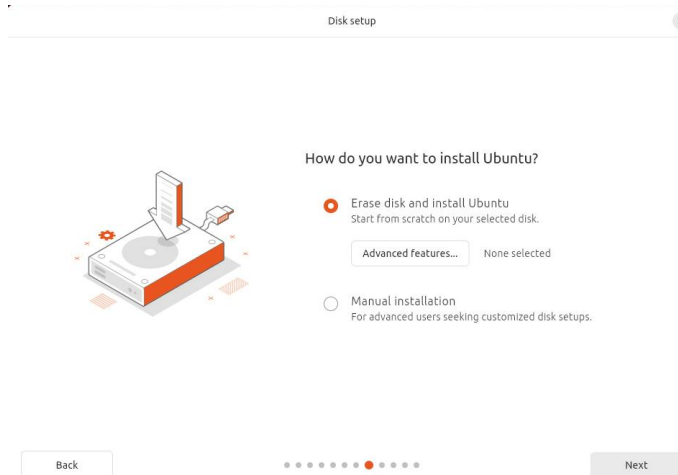 Disk setup
How do you want to install Ubuntu?
Erase disk and install Ubuntu
Start from scratch on your selected disk.
Advanced features... None selected
Manual installation
For advanced users seeking customized disk setups.
Back Next